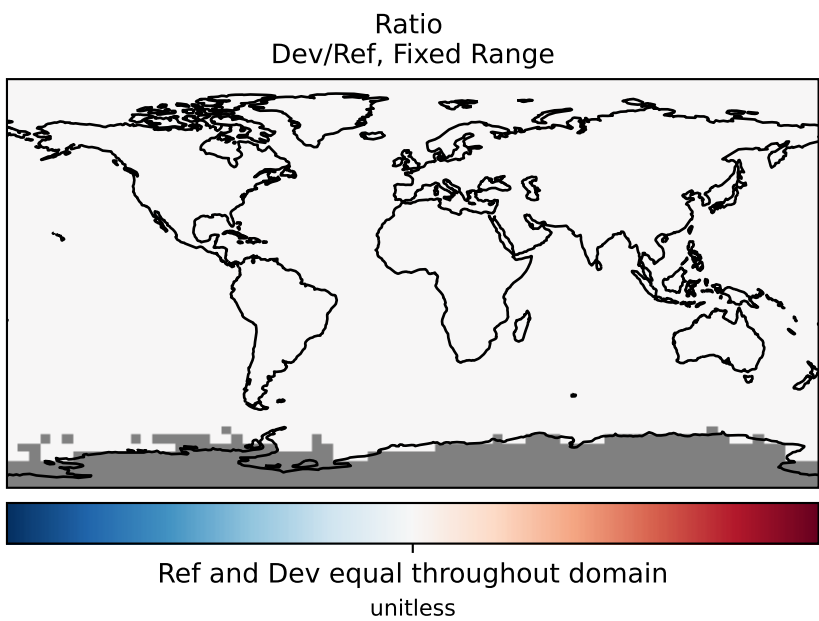 Ratio
Dev/Ref, Fixed Range
Ref and Dev equal throughout domain
unitless